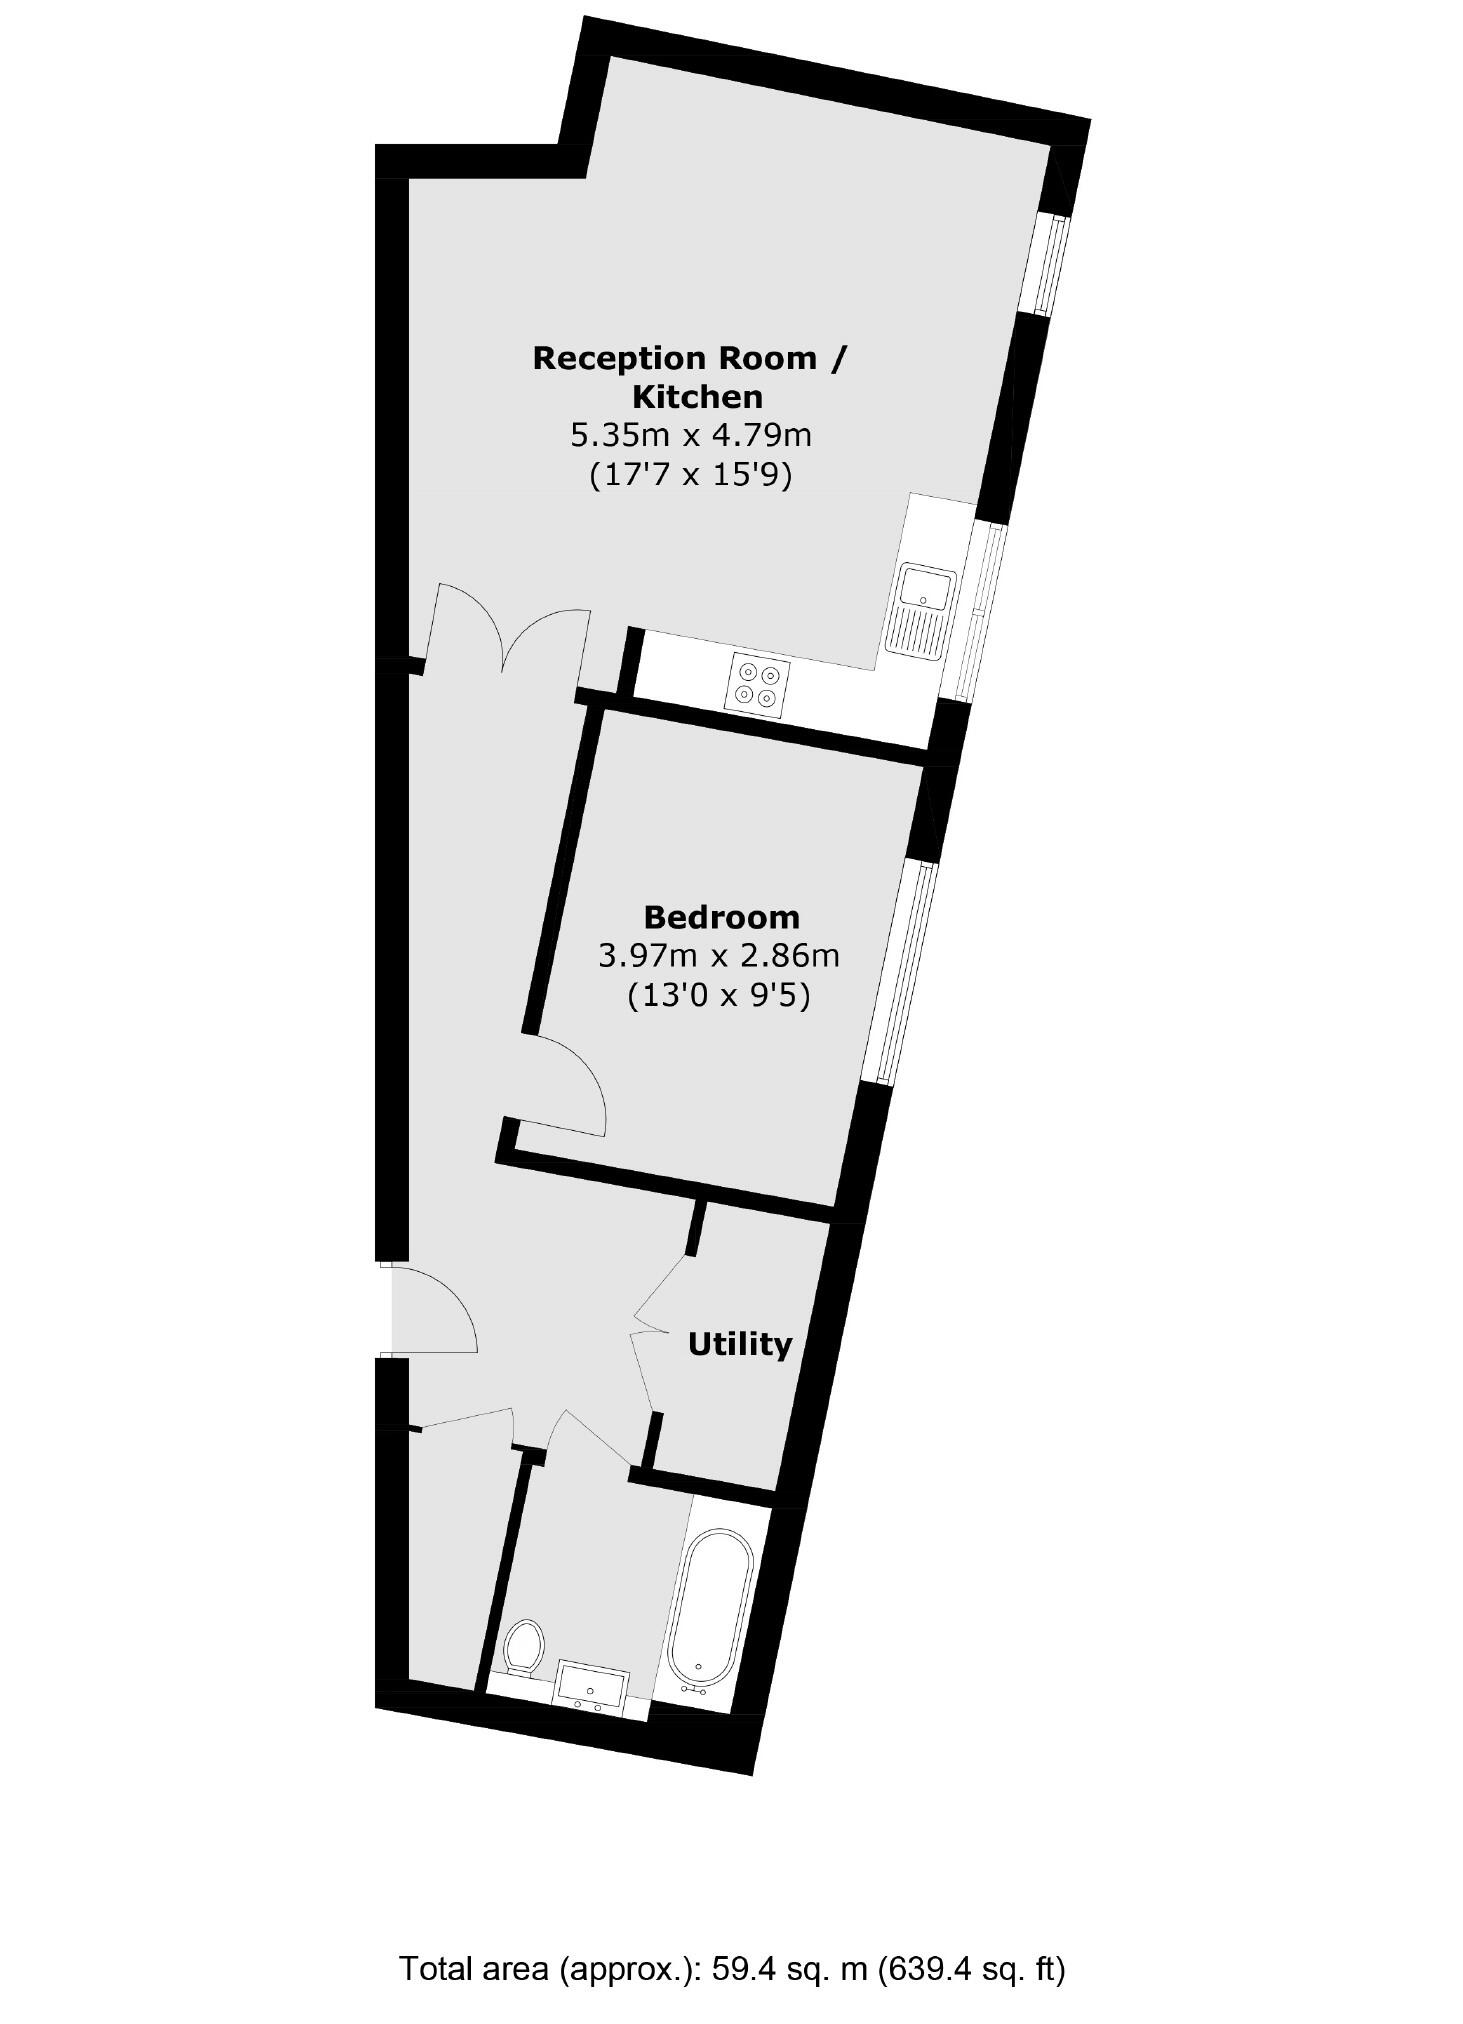 Reception Room /
Kitchen
5.35m x 4.79m
(17'7 x 15'9)
Bedroom
3.97m x 2.86m
(13'0 x 9'5)
Utility
Total area (approx.): 59.4 sq. m (639.4 sq. ft)